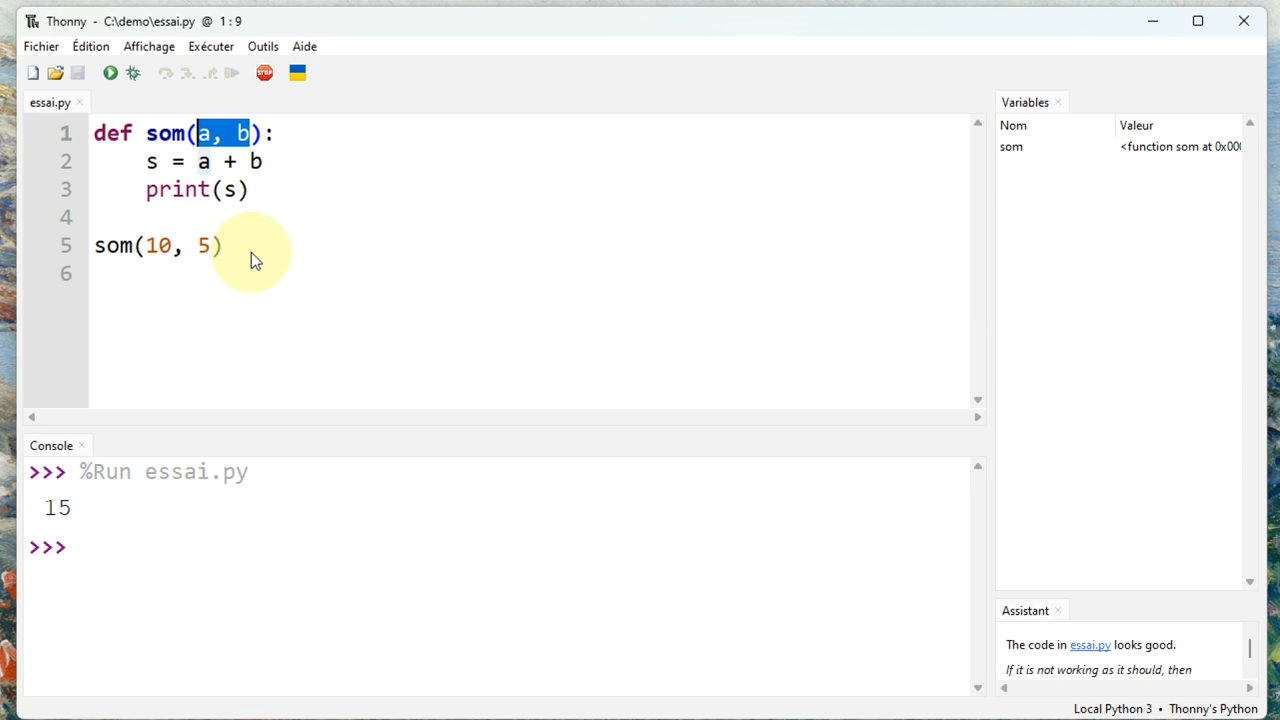 Thonny - C:\demo\essai.py @ 1:9
Fichier Édition Affichage Exécuter Outils Aide
STOP
essai.py ×
1 def som(a, b):
2     s = a + b
3     print(s)
4
5 som(10, 5)
6
Variables ×
Nom Valeur
som <function som at 0x000
Console ×
>>> %Run essai.py
15
>>>
Assistant ×
The code in essai.py looks good.
If it is not working as it should, then
Local Python 3 • Thonny's Python